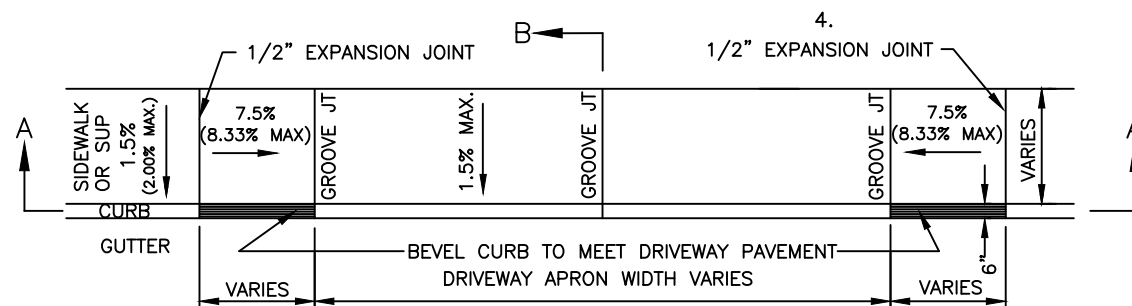 4.
B
1/2" EXPANSION JOINT
1/2" EXPANSION JOINT
A
SIDEWALK
OR SUP
1.5%
(2.00% MAX.)
7.5%
(8.33% MAX)
GROOVE JT
1.5% MAX.
GROOVE JT
GROOVE JT
7.5%
(8.33% MAX)
VARIES
CURB
GUTTER
BEVEL CURB TO MEET DRIVEWAY PAVEMENT
DRIVEWAY APRON WIDTH VARIES
6"
VARIES
VARIES